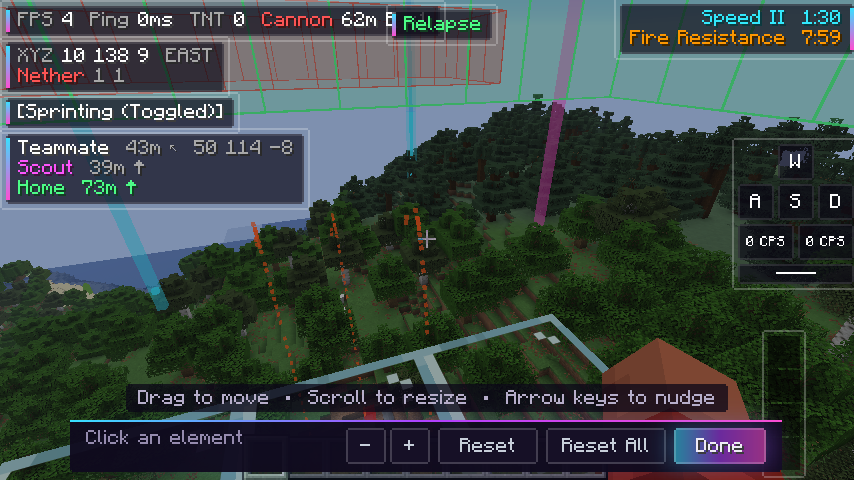 FPS 4 Ping 0ms TNT 0 Cannon 62m E
Relapse
Speed II 1:30
Fire Resistance 7:59
XYZ 10 138 9 EAST
Nether 1 1
[Sprinting (Toggled)]
Teammate 43m ↖ 50 114 -8
Scout 39m ↑
Home 73m ↑
W
A S D
0 CPS 0 CPS
Drag to move • Scroll to resize • Arrow keys to nudge
Click an element
- + Reset Reset All Done